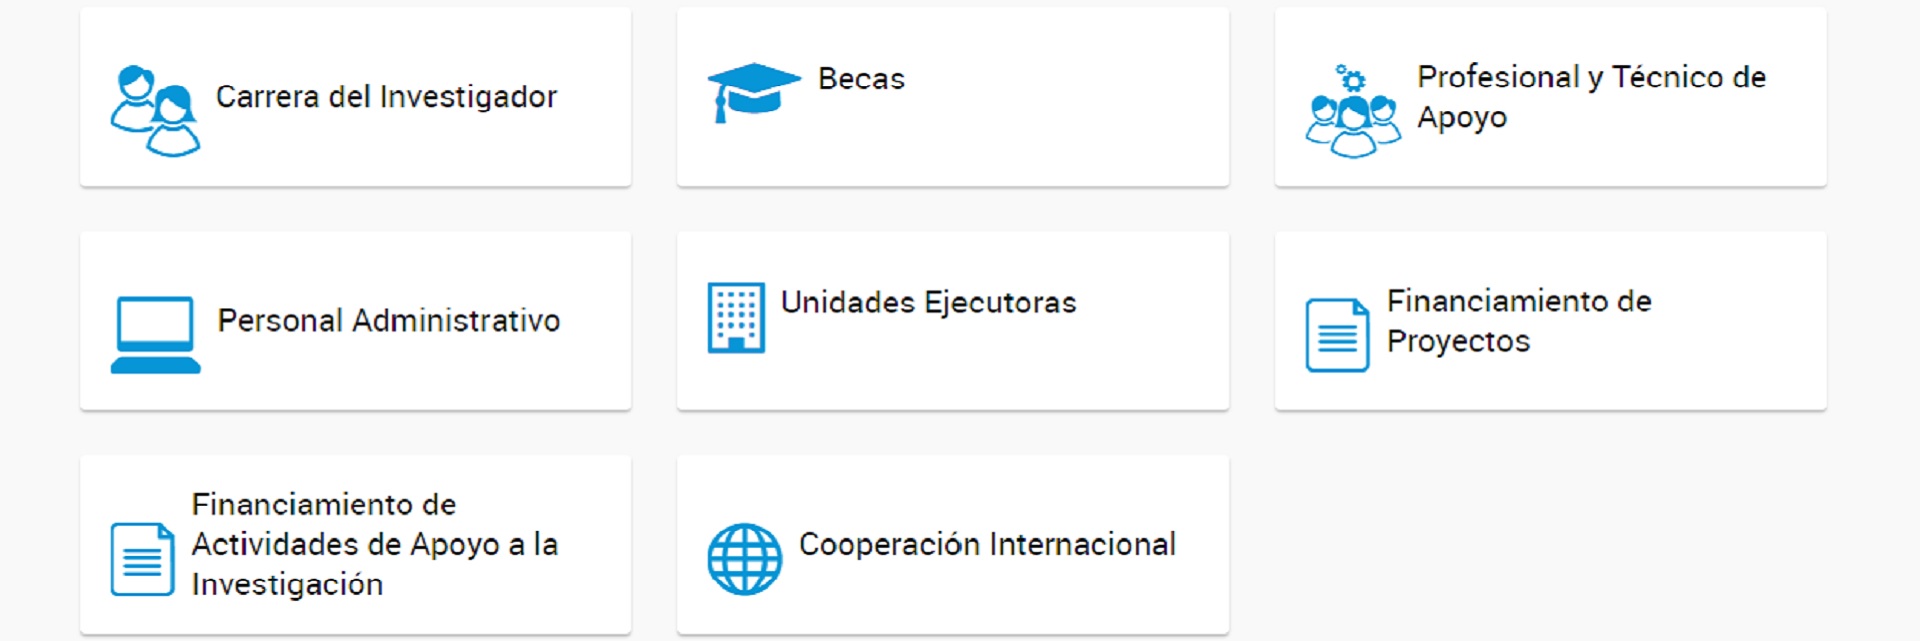 Carrera del Investigador
Becas
Profesional y Técnico de
Apoyo
Personal Administrativo
Unidades Ejecutoras
Financiamiento de
Proyectos
Financiamiento de
Actividades de Apoyo a la
Investigación
Cooperación Internacional